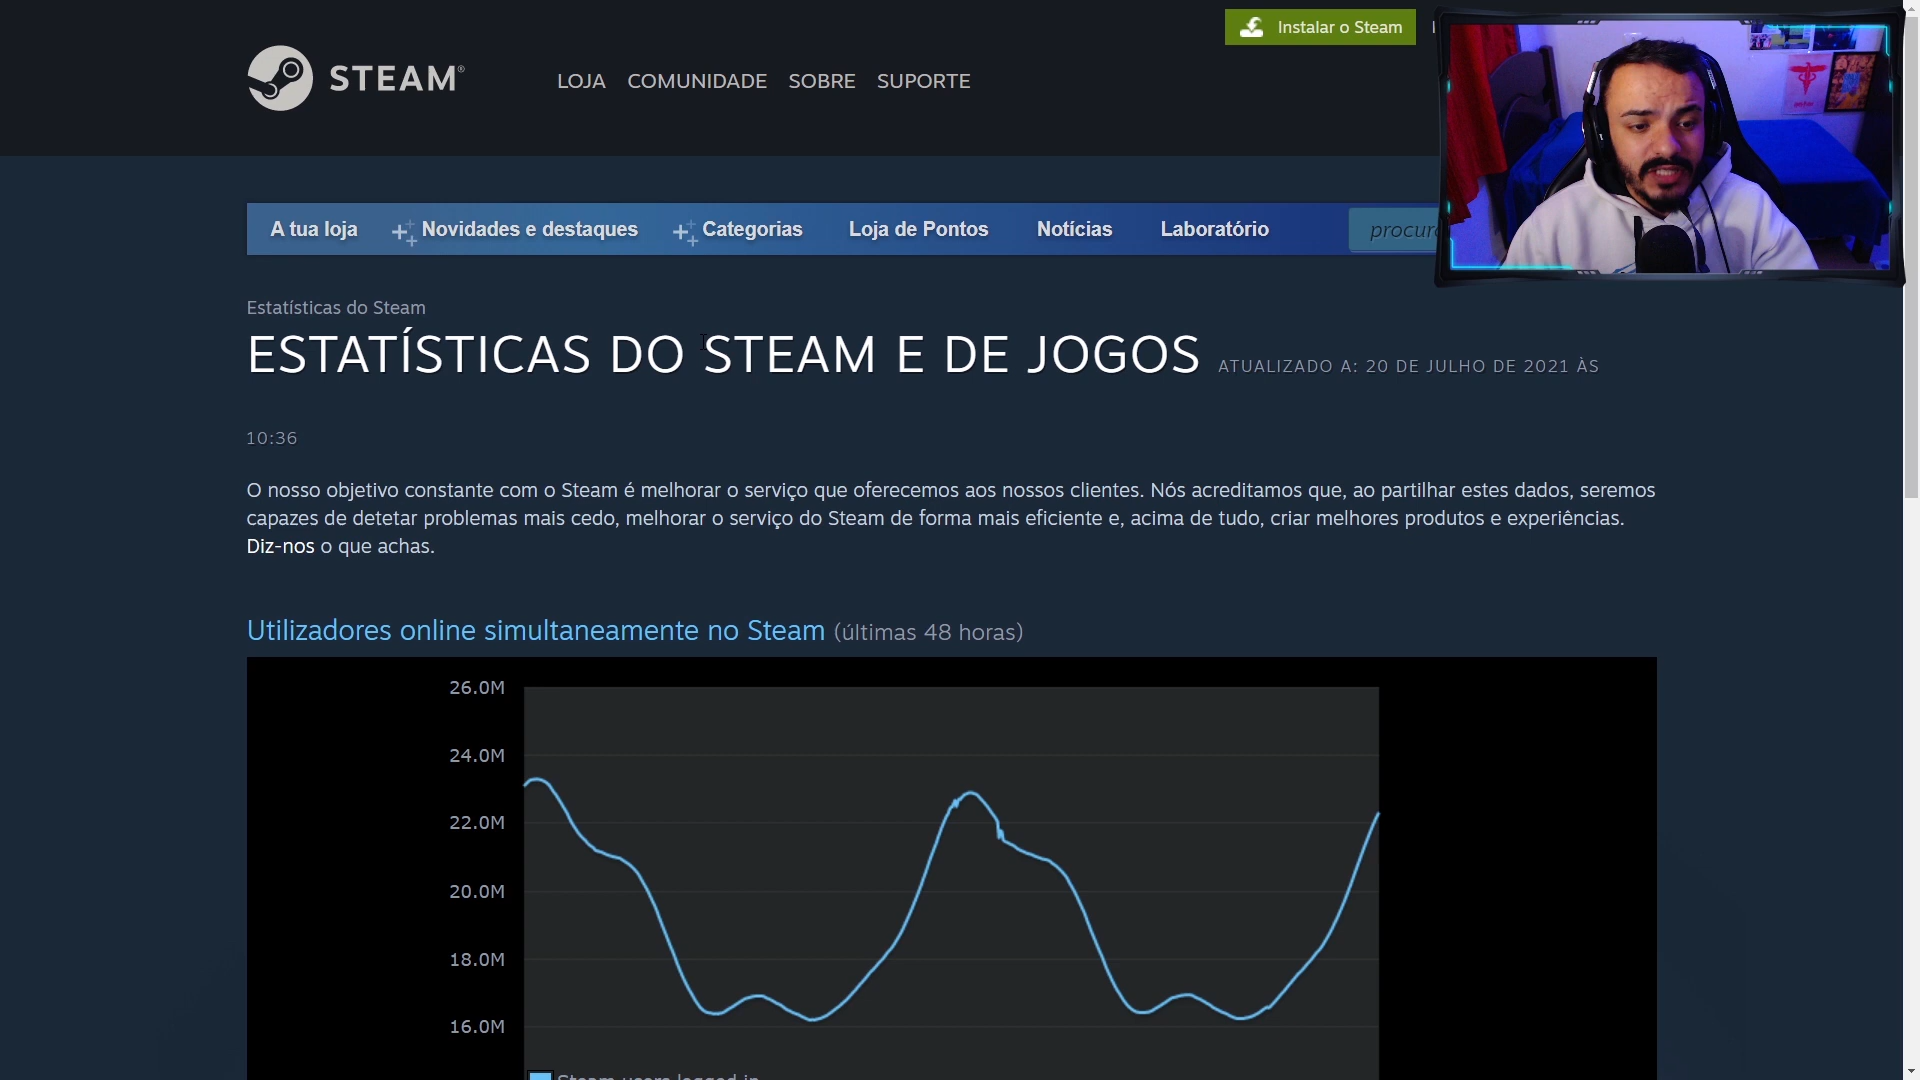 Instalar o Steam
STEAM®
LOJA COMUNIDADE SOBRE SUPORTE
A tua loja Novidades e destaques Categorias Loja de Pontos Notícias Laboratório
Estatísticas do Steam
ESTATÍSTICAS DO STEAM E DE JOGOS ATUALIZADO A: 20 DE JULHO DE 2021 ÀS
10:36
O nosso objetivo constante com o Steam é melhorar o serviço que oferecemos aos nossos clientes. Nós acreditamos que, ao partilhar estes dados, seremos
capazes de detetar problemas mais cedo, melhorar o serviço do Steam de forma mais eficiente e, acima de tudo, criar melhores produtos e experiências.
Diz-nos o que achas.
Utilizadores online simultaneamente no Steam (últimas 48 horas)
26.0M
24.0M
22.0M
20.0M
18.0M
16.0M
Steam users logged in